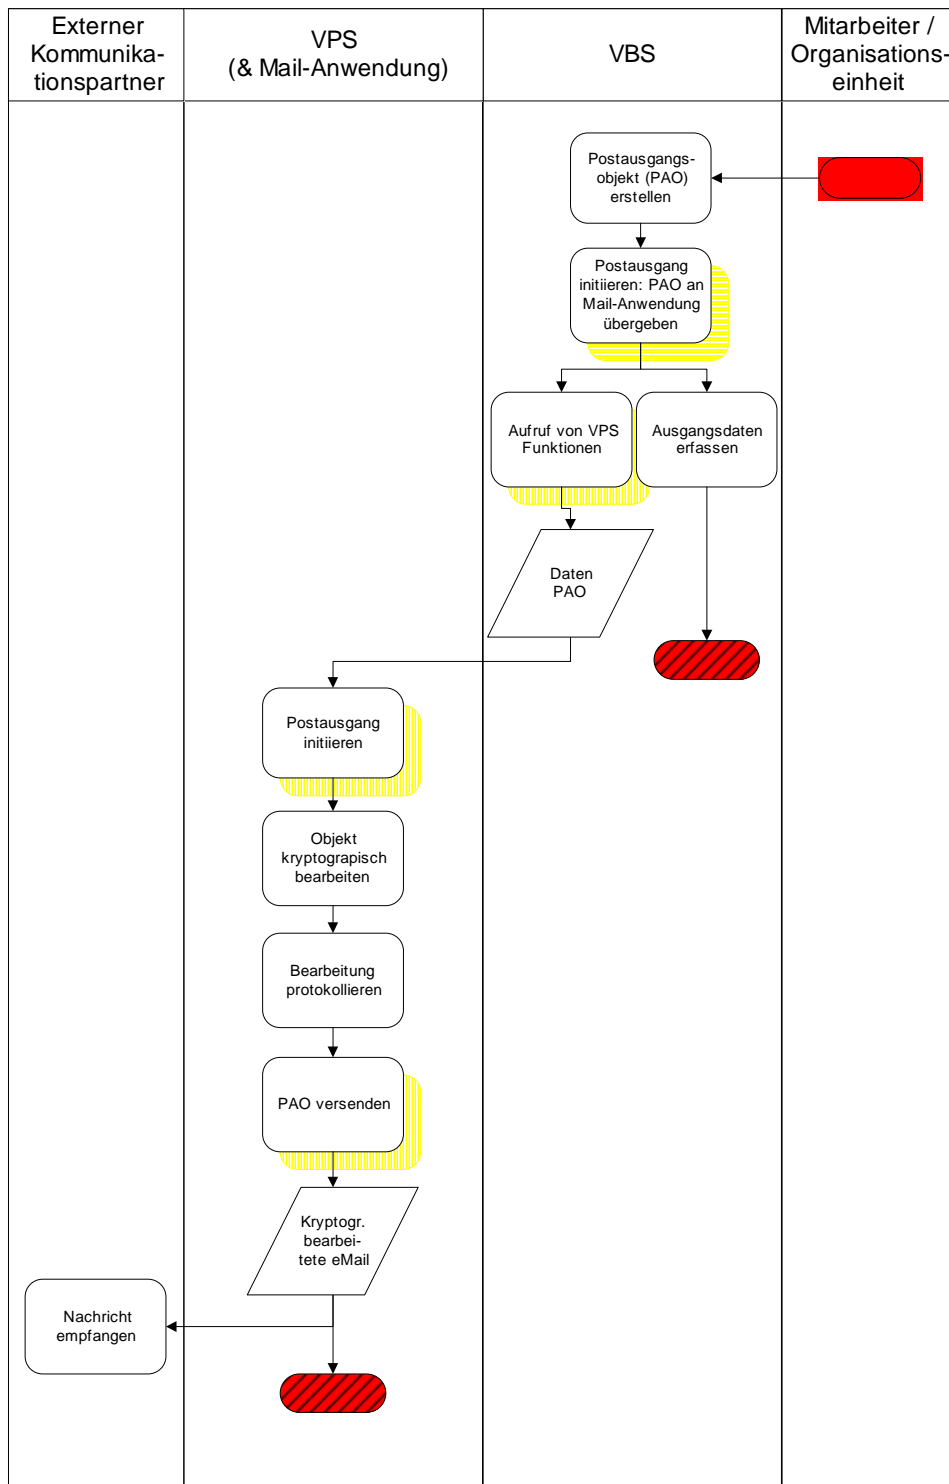 Externer
Kommunika-
tionspartner
VPS
(& Mail-Anwendung)
VBS
Mitarbeiter /
Organisations-
einheit
Postausgangs-
objekt (PAO)
erstellen
Postausgang
initiieren: PAO an
Mail-Anwendung
übergeben
Aufruf von VPS
Funktionen
Ausgangsdaten
erfassen
Daten
PAO
Postausgang
initiieren
Objekt
kryptograpisch
bearbeiten
Bearbeitung
protokollieren
PAO versenden
Kryptogr.
bearbei-
tete eMail
Nachricht
empfangen